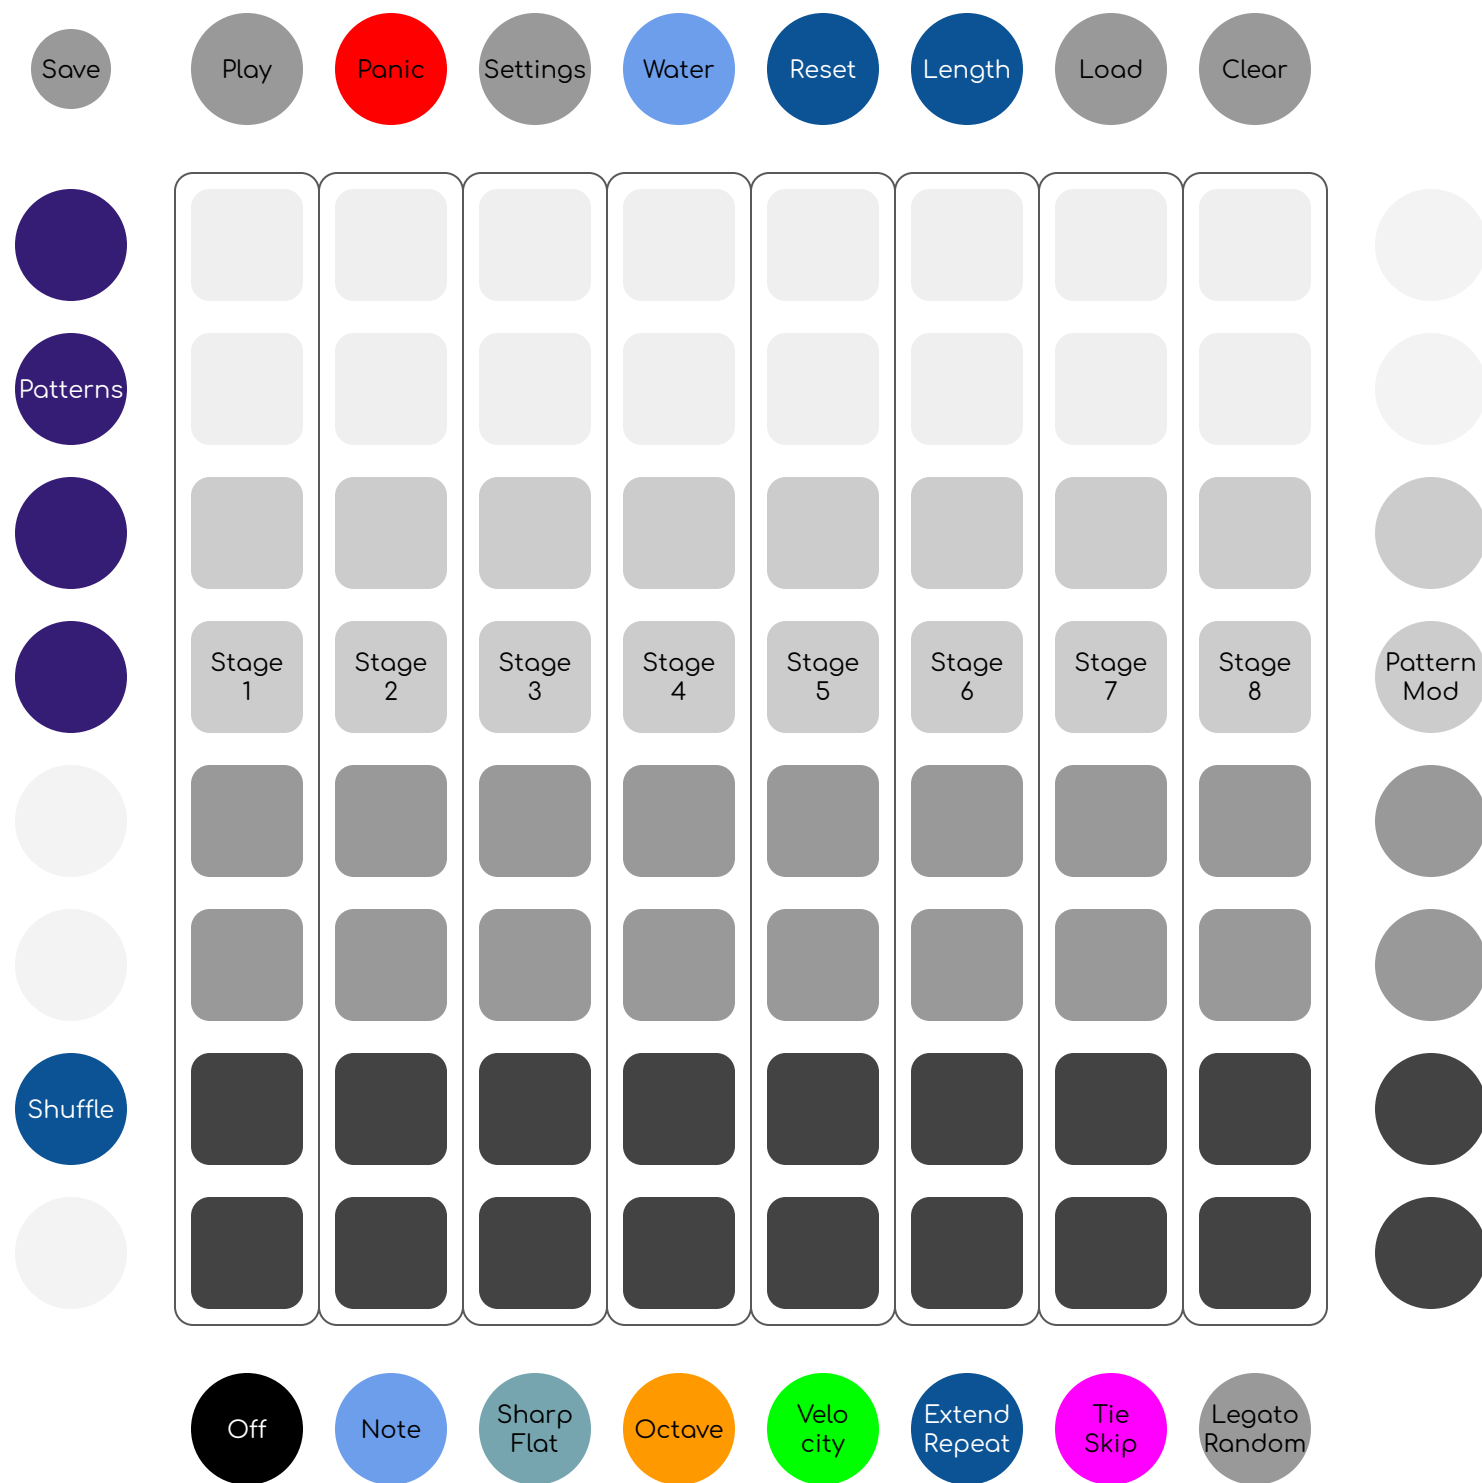 Save
Play
Panic
Settings
Water
Reset
Length
Load
Clear
Patterns
Stage
1
Stage
2
Stage
3
Stage
4
Stage
5
Stage
6
Stage
7
Stage
8
Pattern
Mod
Shuffle
Off
Note
Sharp
Flat
Octave
Velo
city
Extend
Repeat
Tie
Skip
Legato
Random